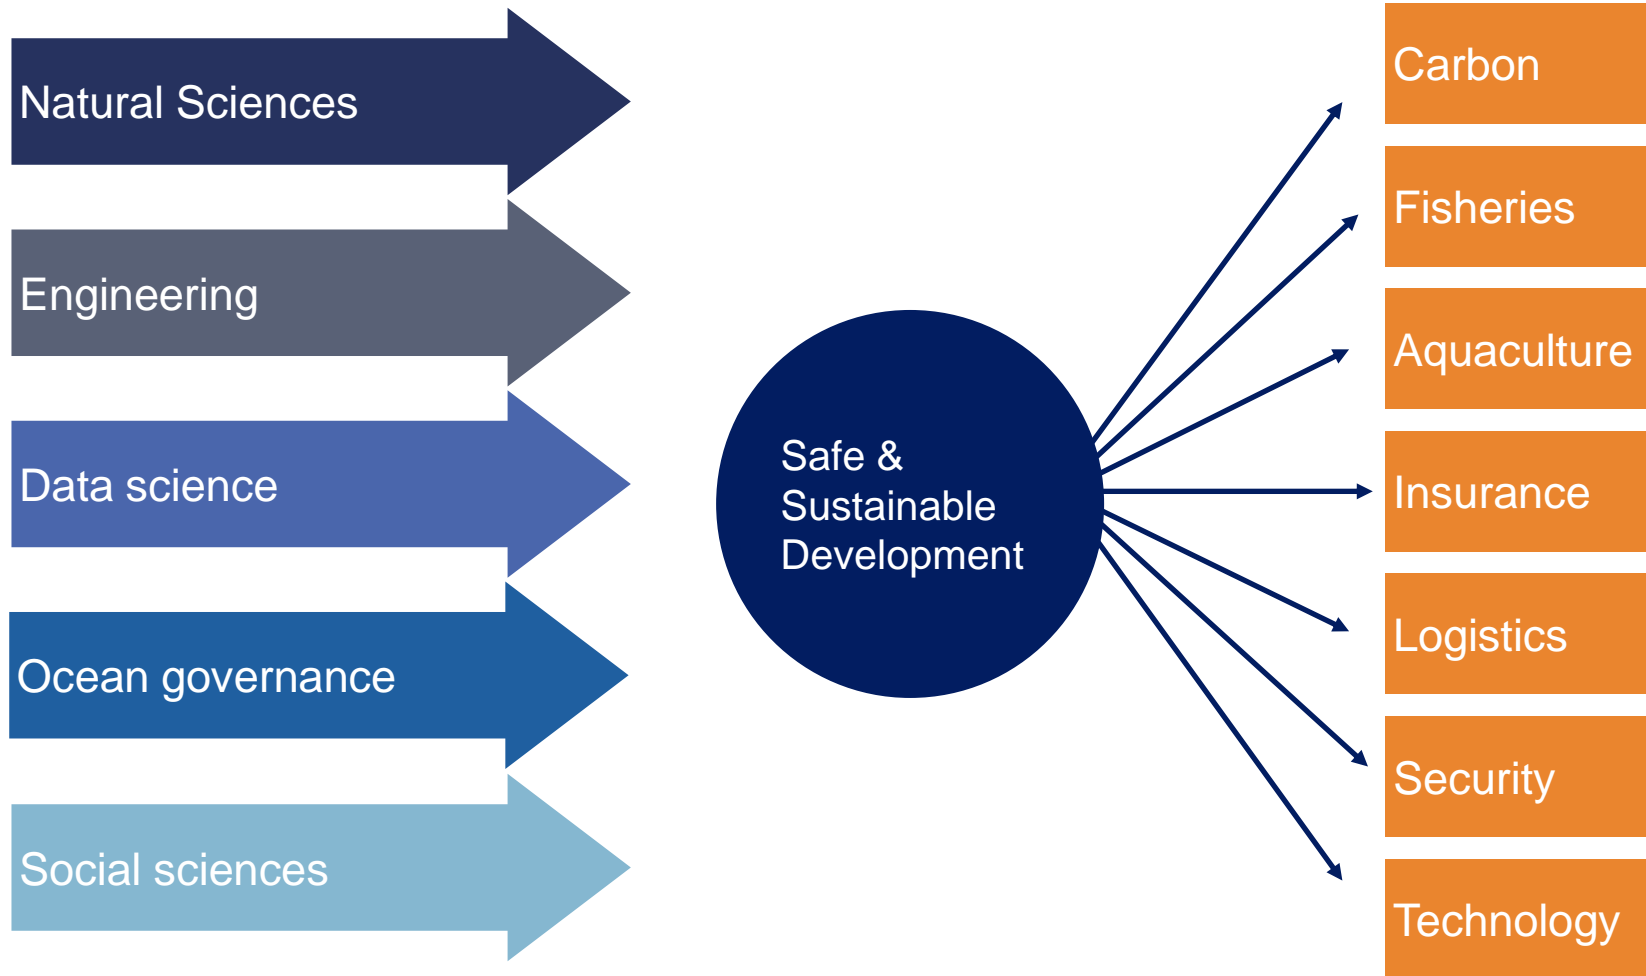 Natural Sciences
Engineering
Data science
Ocean governance
Social sciences
Safe &
Sustainable
Development
Carbon
Fisheries
Aquaculture
Insurance
Logistics
Security
Technology